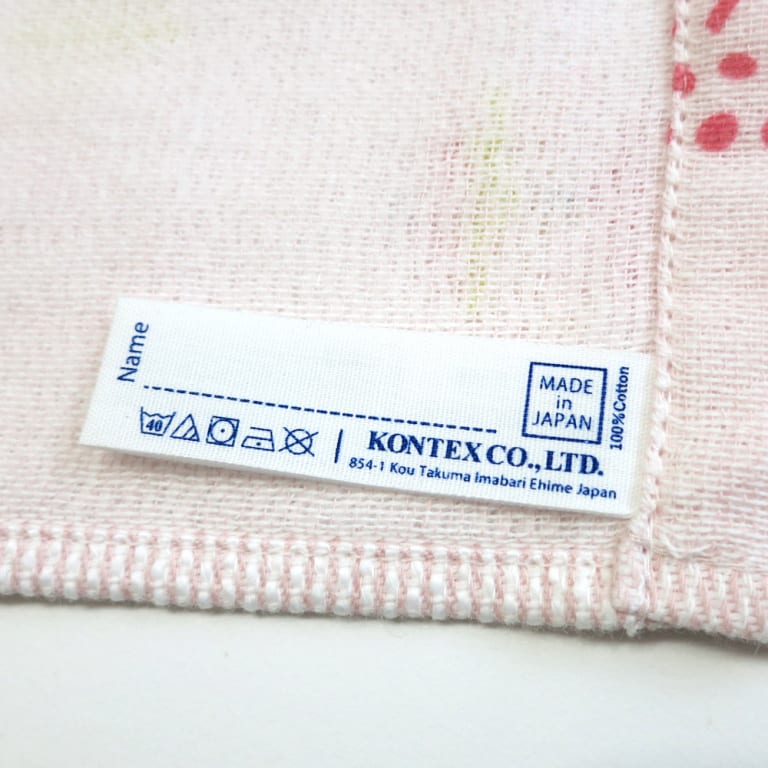 Name
MADE
in
JAPAN
100%Cotton
40
KONTEX CO., LTD.
854-1 Kou Takuma Imabari Ehime Japan